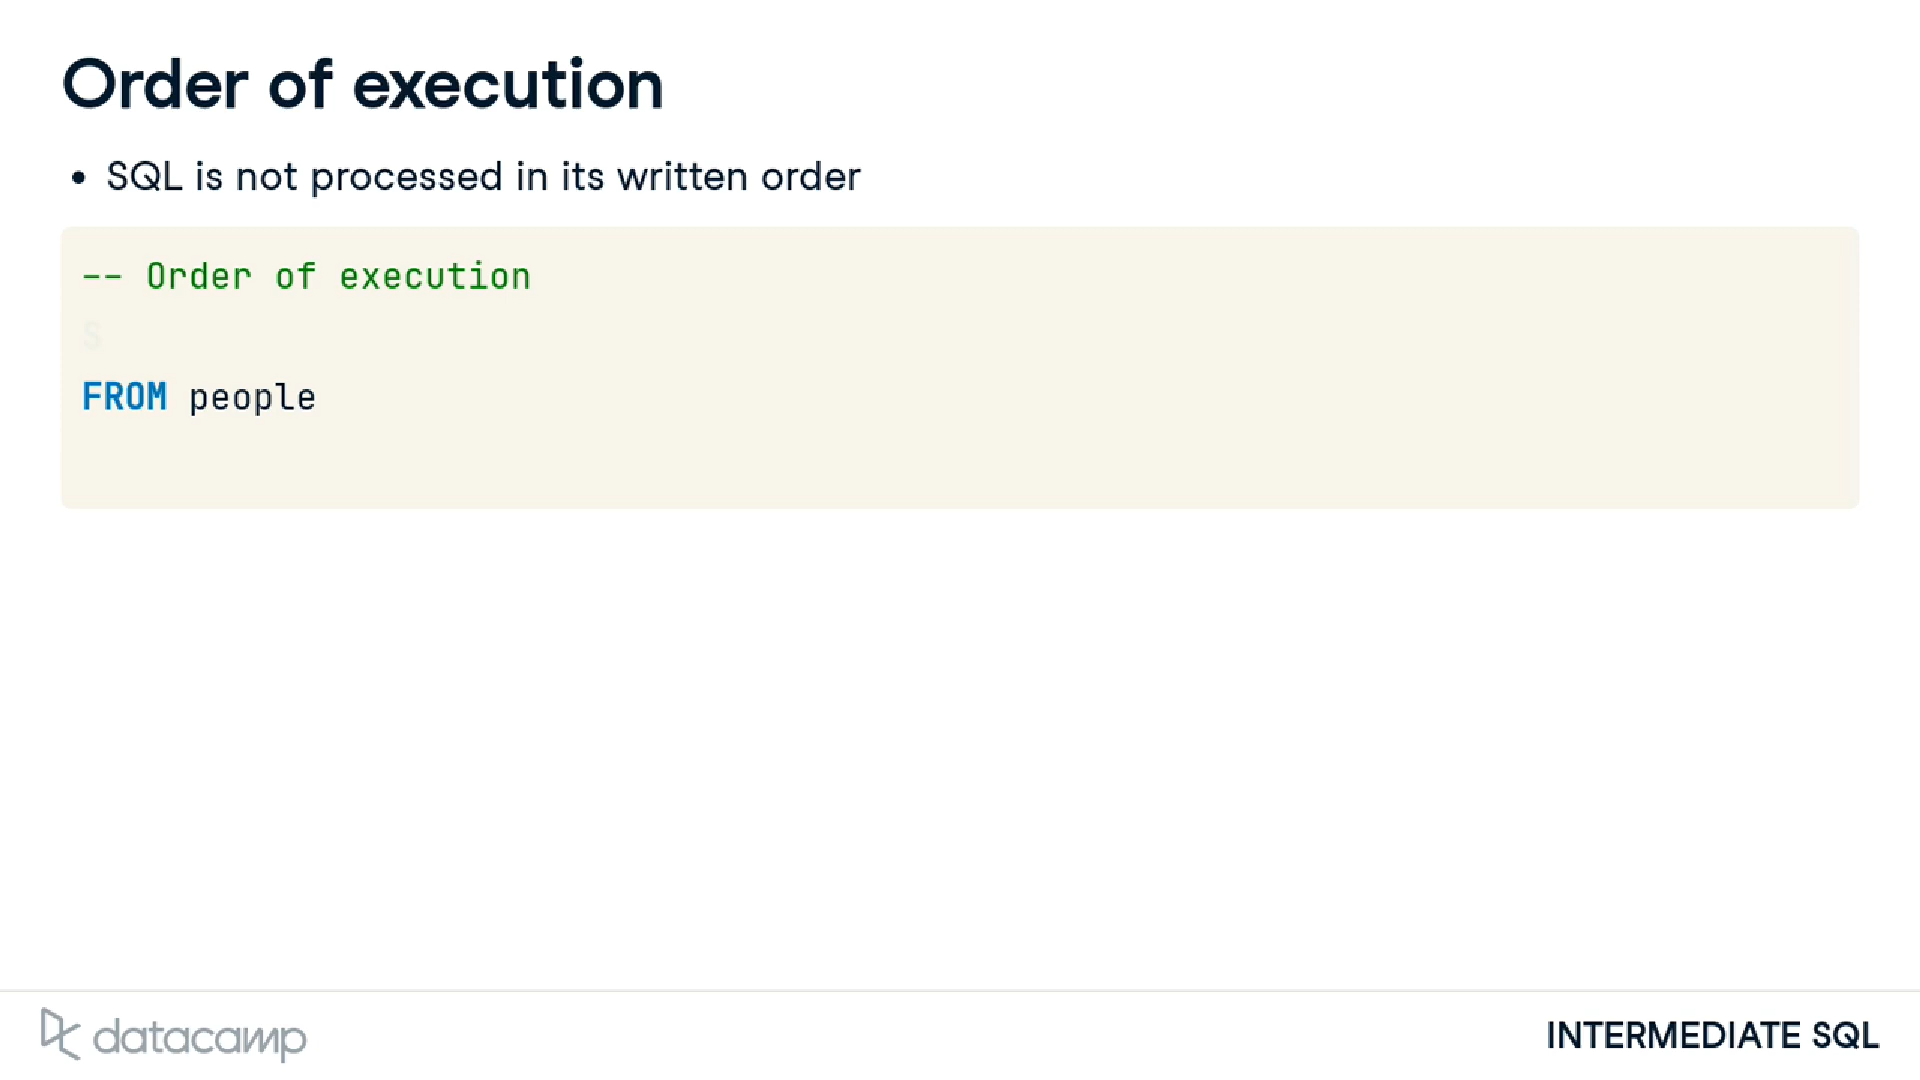 Order of execution
• SQL is not processed in its written order
-- Order of execution
S
FROM people
datacamp
INTERMEDIATE SQL